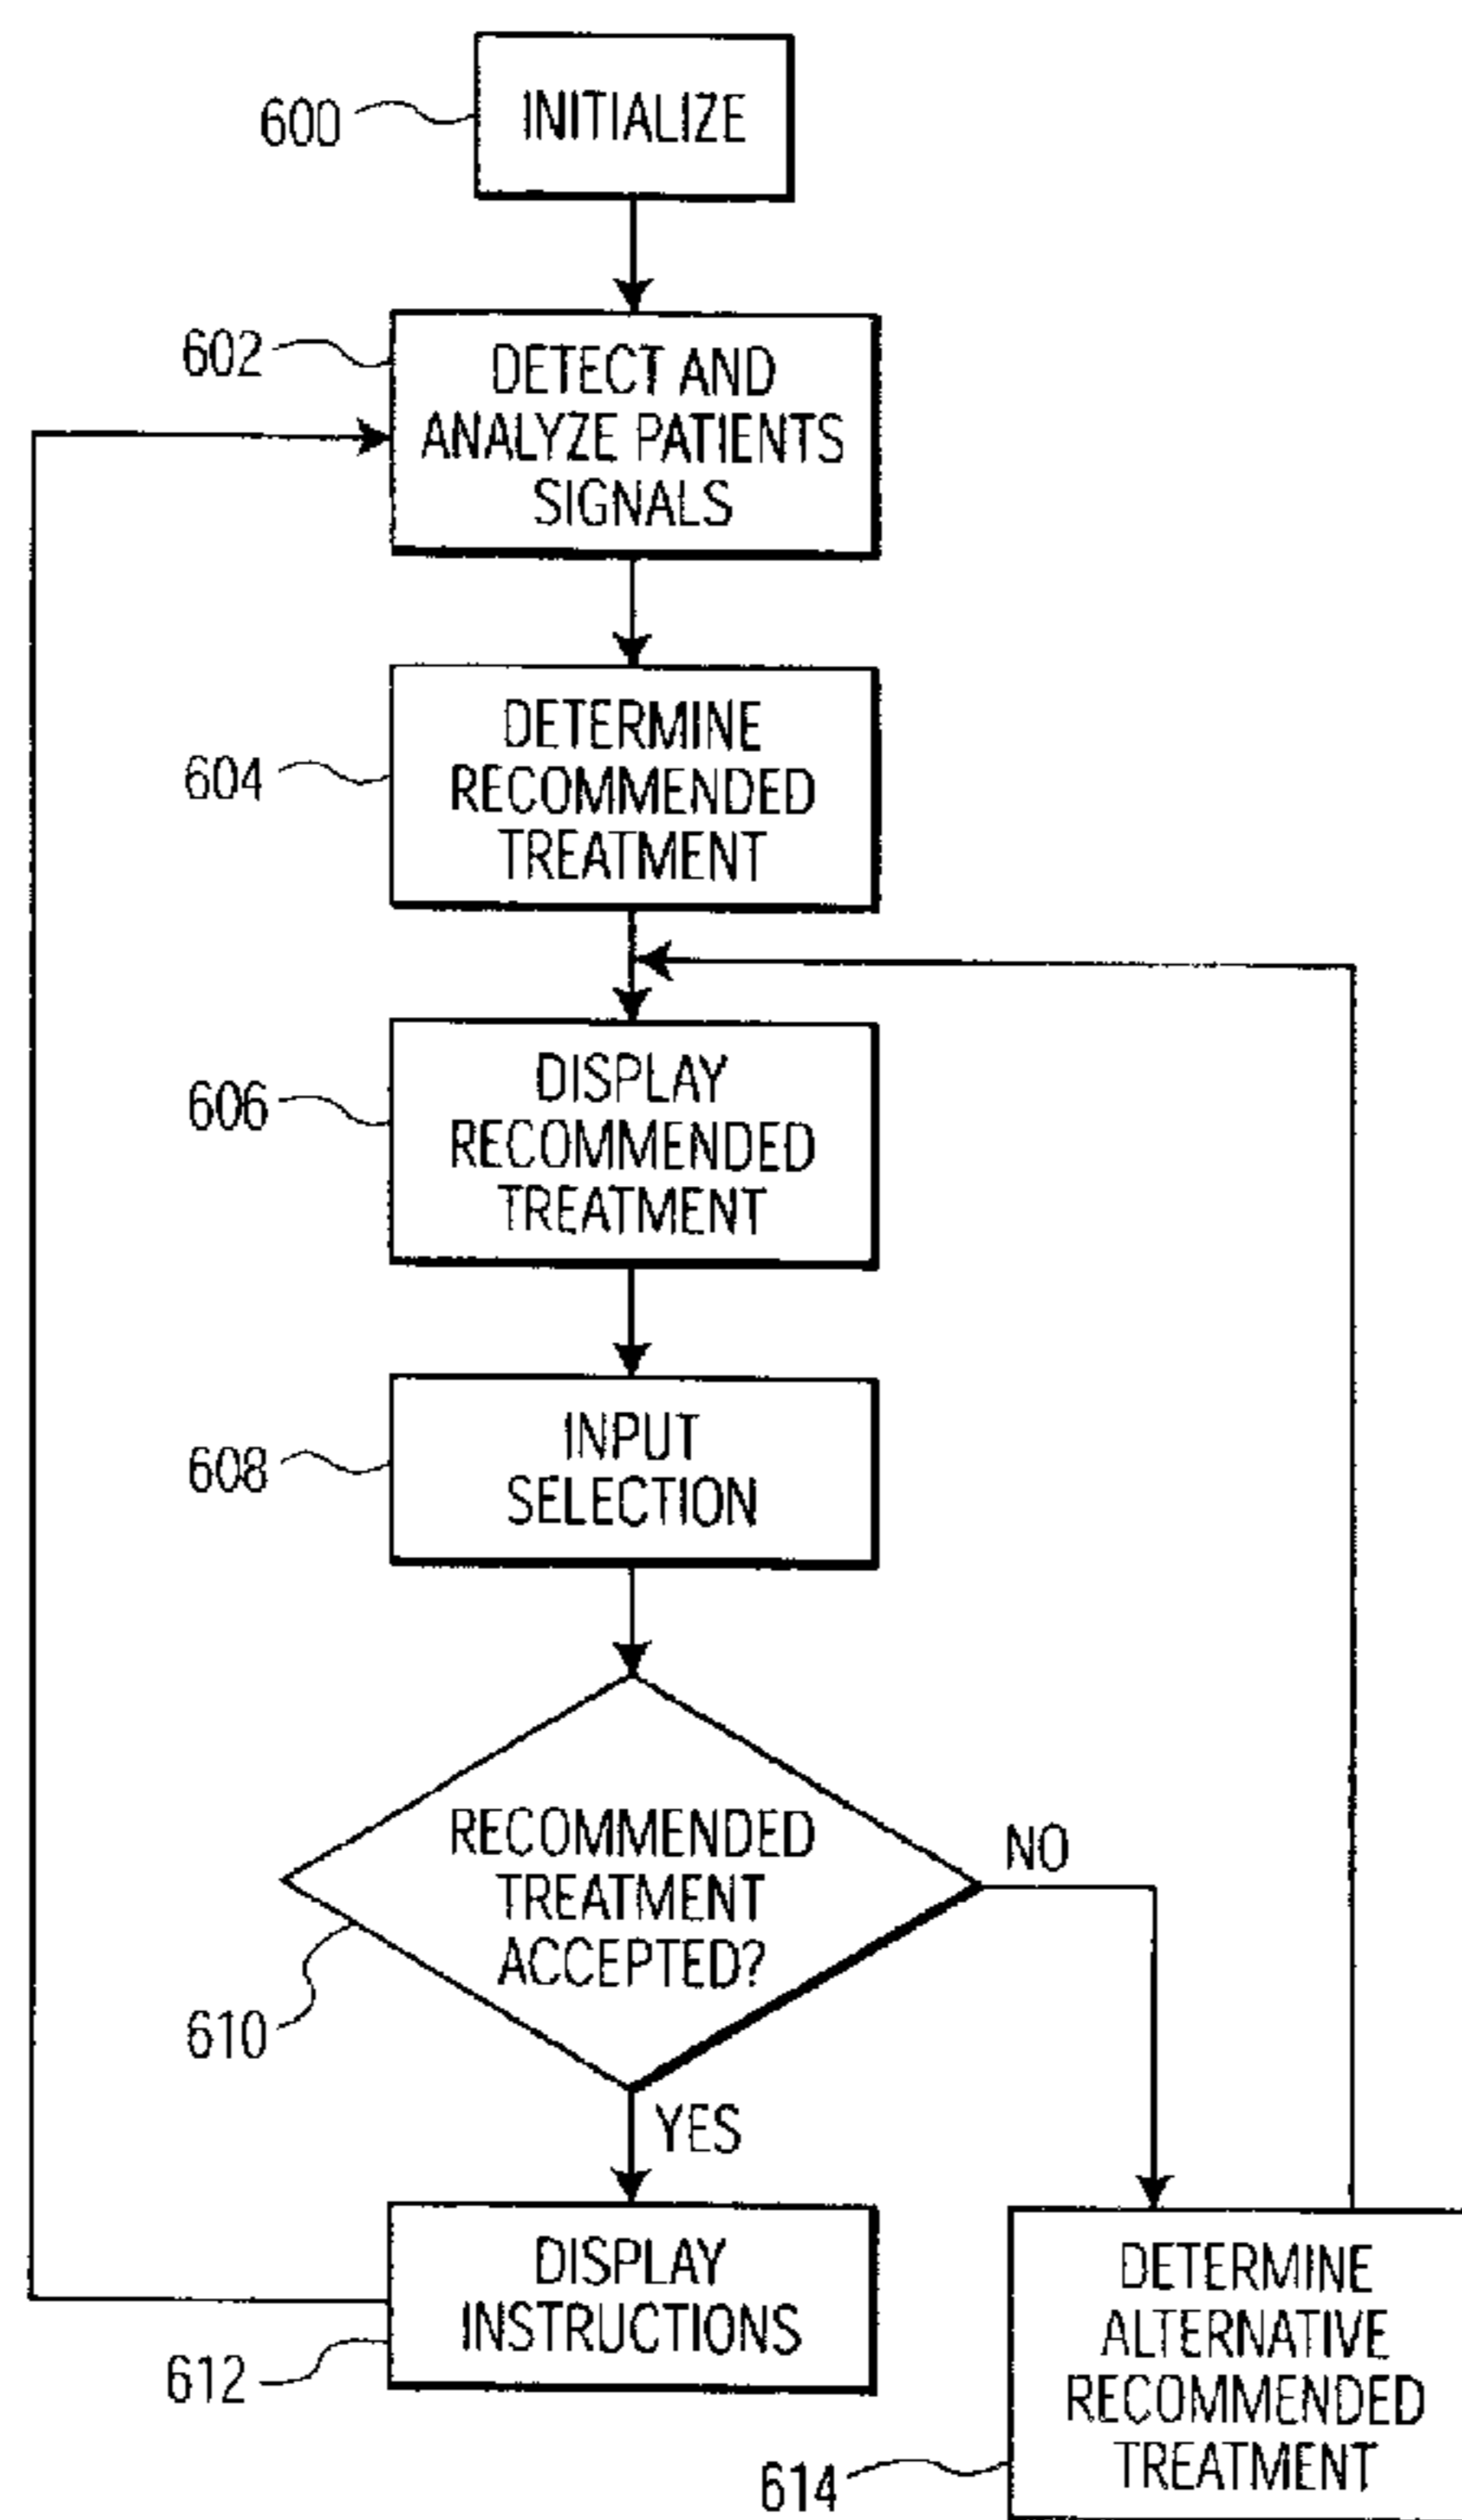 600
INITIALIZE
602
DETECT AND
ANALYZE PATIENTS
SIGNALS
604
DETERMINE
RECOMMENDED
TREATMENT
606
DISPLAY
RECOMMENDED
TREATMENT
608
INPUT
SELECTION
610
RECOMMENDED
TREATMENT
ACCEPTED?
NO
YES
612
DISPLAY
INSTRUCTIONS
614
DETERMINE
ALTERNATIVE
RECOMMENDED
TREATMENT